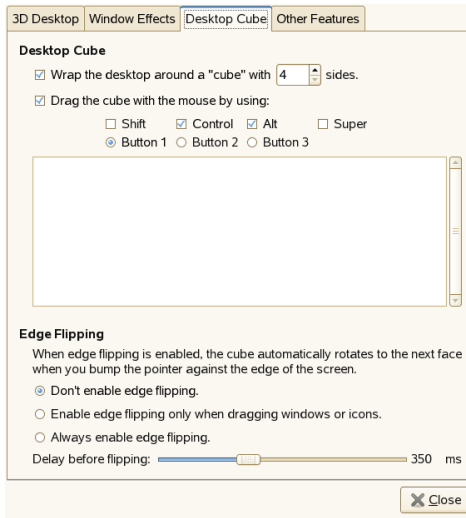 3D Desktop Window Effects Desktop Cube Other Features
Desktop Cube
Wrap the desktop around a "cube" with 4 sides.
Drag the cube with the mouse by using:
Shift Control Alt Super
Button 1 Button 2 Button 3
Edge Flipping
When edge flipping is enabled, the cube automatically rotates to the next face
when you bump the pointer against the edge of the screen.
Don't enable edge flipping.
Enable edge flipping only when dragging windows or icons.
Always enable edge flipping.
Delay before flipping: 350 ms
Close